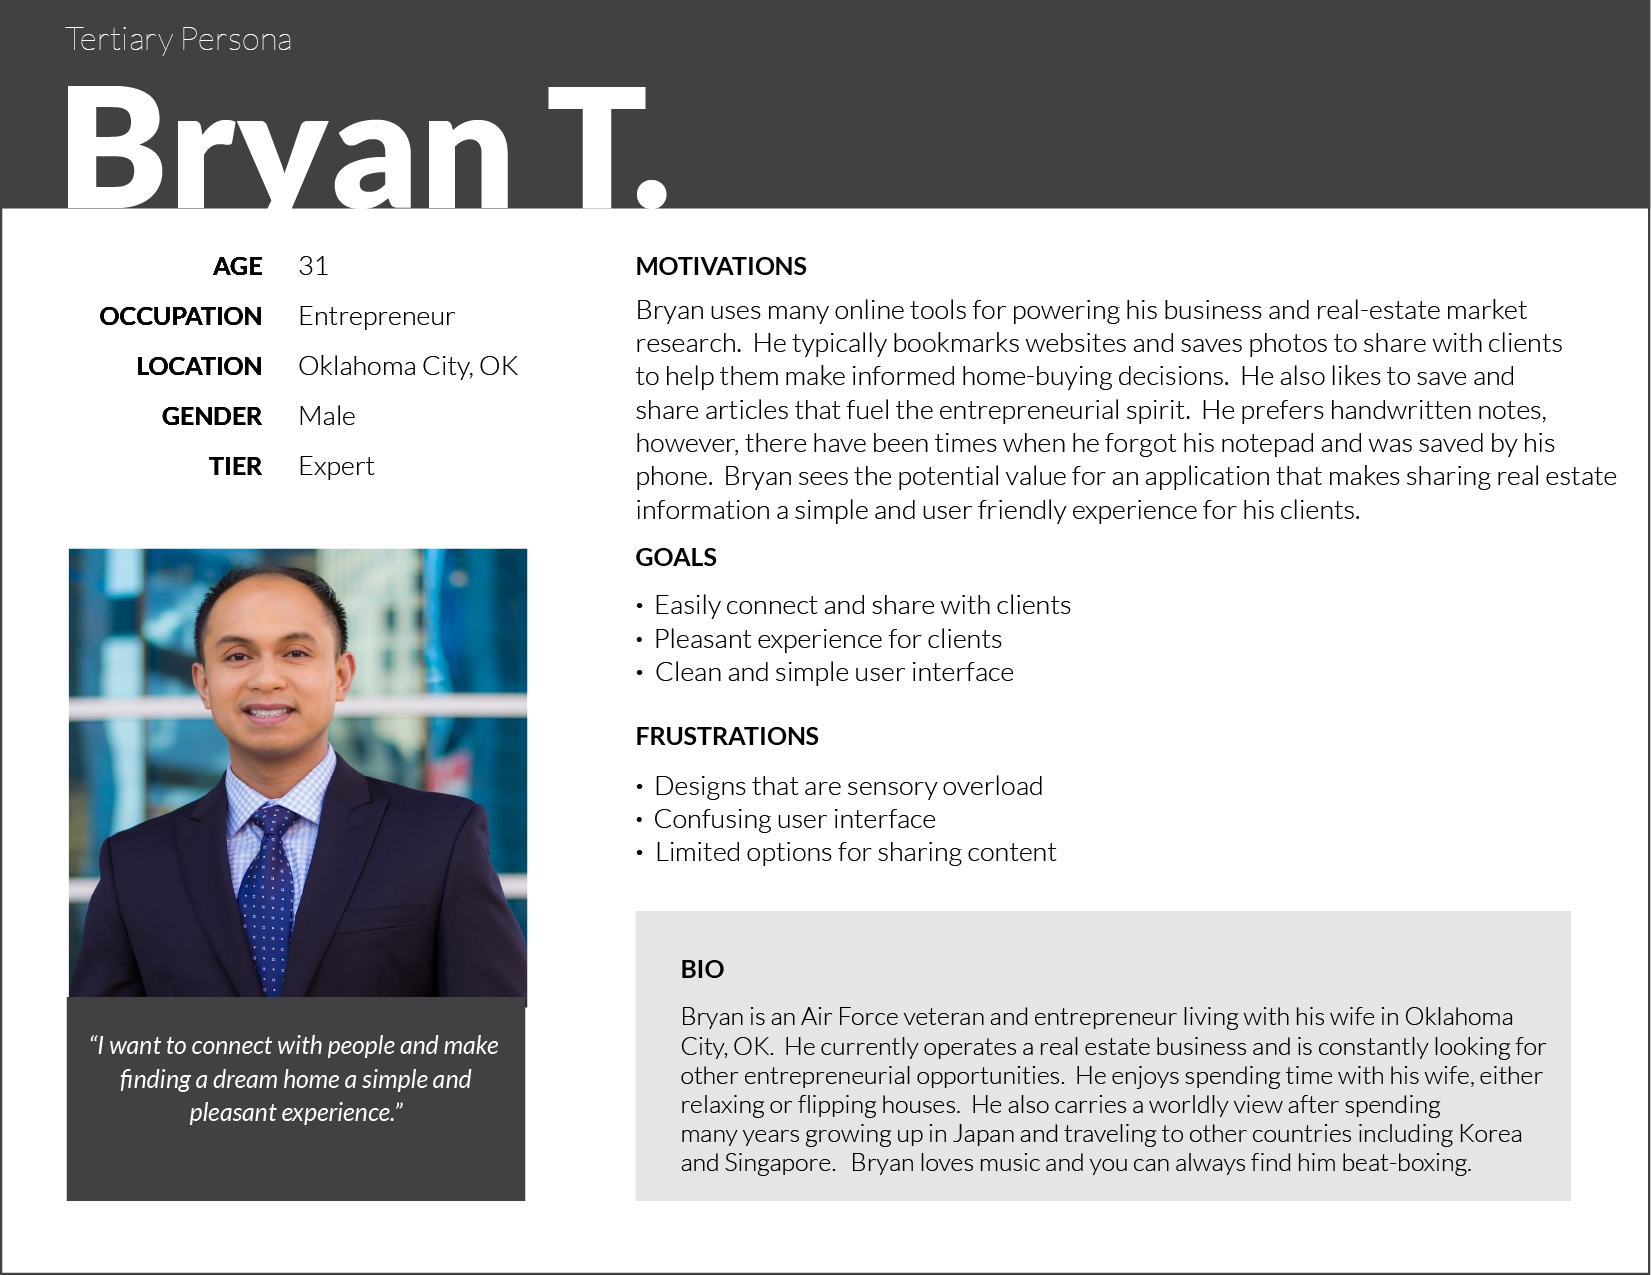 Tertiary Persona
Bryan T.
AGE 31
OCCUPATION Entrepreneur
LOCATION Oklahoma City, OK
GENDER Male
TIER Expert
“I want to connect with people and make
finding a dream home a simple and
pleasant experience.”
MOTIVATIONS
Bryan uses many online tools for powering his business and real-estate market
research.  He typically bookmarks websites and saves photos to share with clients
to help them make informed home-buying decisions.  He also likes to save and
share articles that fuel the entrepreneurial spirit.  He prefers handwritten notes,
however, there have been times when he forgot his notepad and was saved by his
phone.  Bryan sees the potential value for an application that makes sharing real estate
information a simple and user friendly experience for his clients.
GOALS
• Easily connect and share with clients
• Pleasant experience for clients
• Clean and simple user interface
FRUSTRATIONS
• Designs that are sensory overload
• Confusing user interface
• Limited options for sharing content
BIO
Bryan is an Air Force veteran and entrepreneur living with his wife in Oklahoma
City, OK.  He currently operates a real estate business and is constantly looking for
other entrepreneurial opportunities.  He enjoys spending time with his wife, either
relaxing or flipping houses.  He also carries a worldly view after spending
many years growing up in Japan and traveling to other countries including Korea
and Singapore.   Bryan loves music and you can always find him beat-boxing.